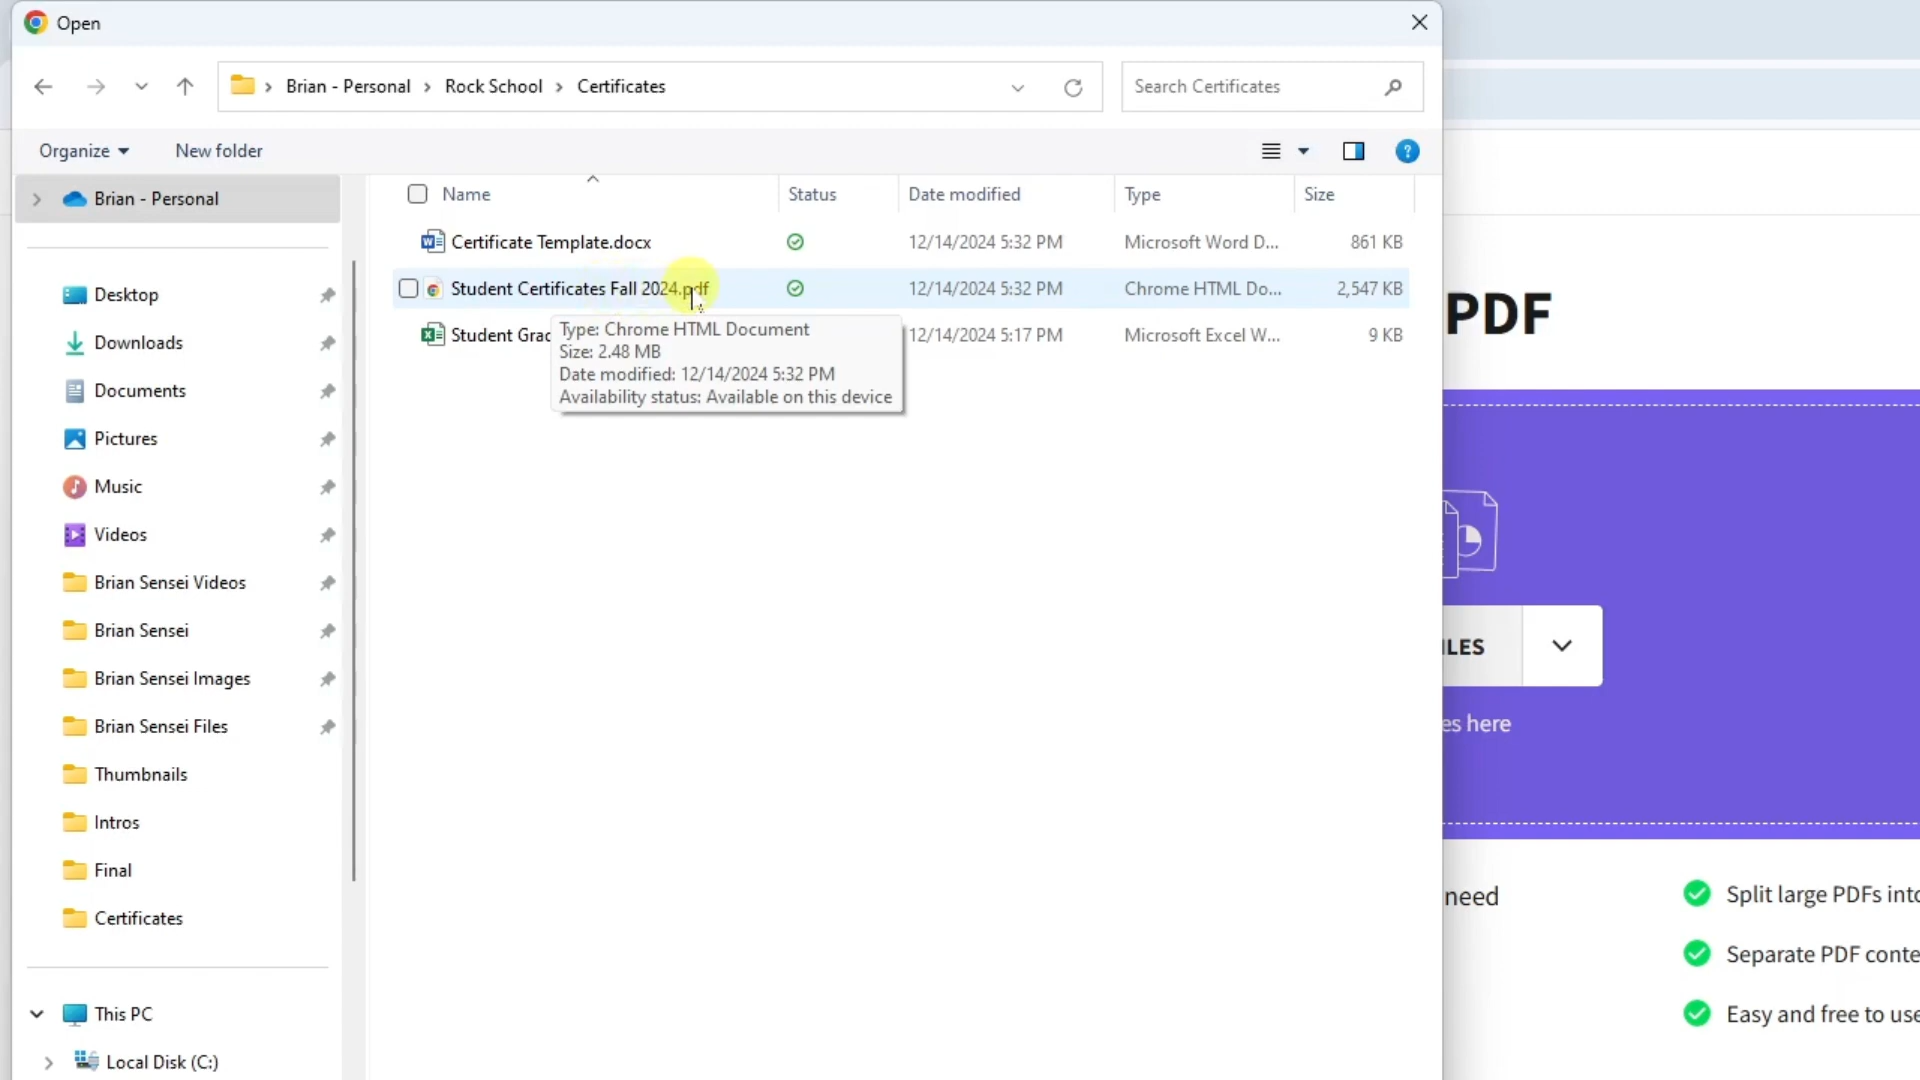 Open
Brian - Personal > Rock School > Certificates
Search Certificates
Organize
New folder
?
Brian - Personal
Desktop
Downloads
Documents
Pictures
Music
Videos
Brian Sensei Videos
Brian Sensei
Brian Sensei Images
Brian Sensei Files
Thumbnails
Intros
Final
Certificates
This PC
Local Disk (C:)
Name Status Date modified Type Size
Certificate Template.docx 12/14/2024 5:32 PM Microsoft Word D... 861 KB
Student Certificates Fall 2024.pdf 12/14/2024 5:32 PM Chrome HTML Do... 2,547 KB
Student Grad 12/14/2024 5:17 PM Microsoft Excel W... 9 KB
Type: Chrome HTML Document
Size: 2.48 MB
Date modified: 12/14/2024 5:32 PM
Availability status: Available on this device
PDF
ILES
es here
need
Split large PDFs into
Separate PDF conte
Easy and free to use